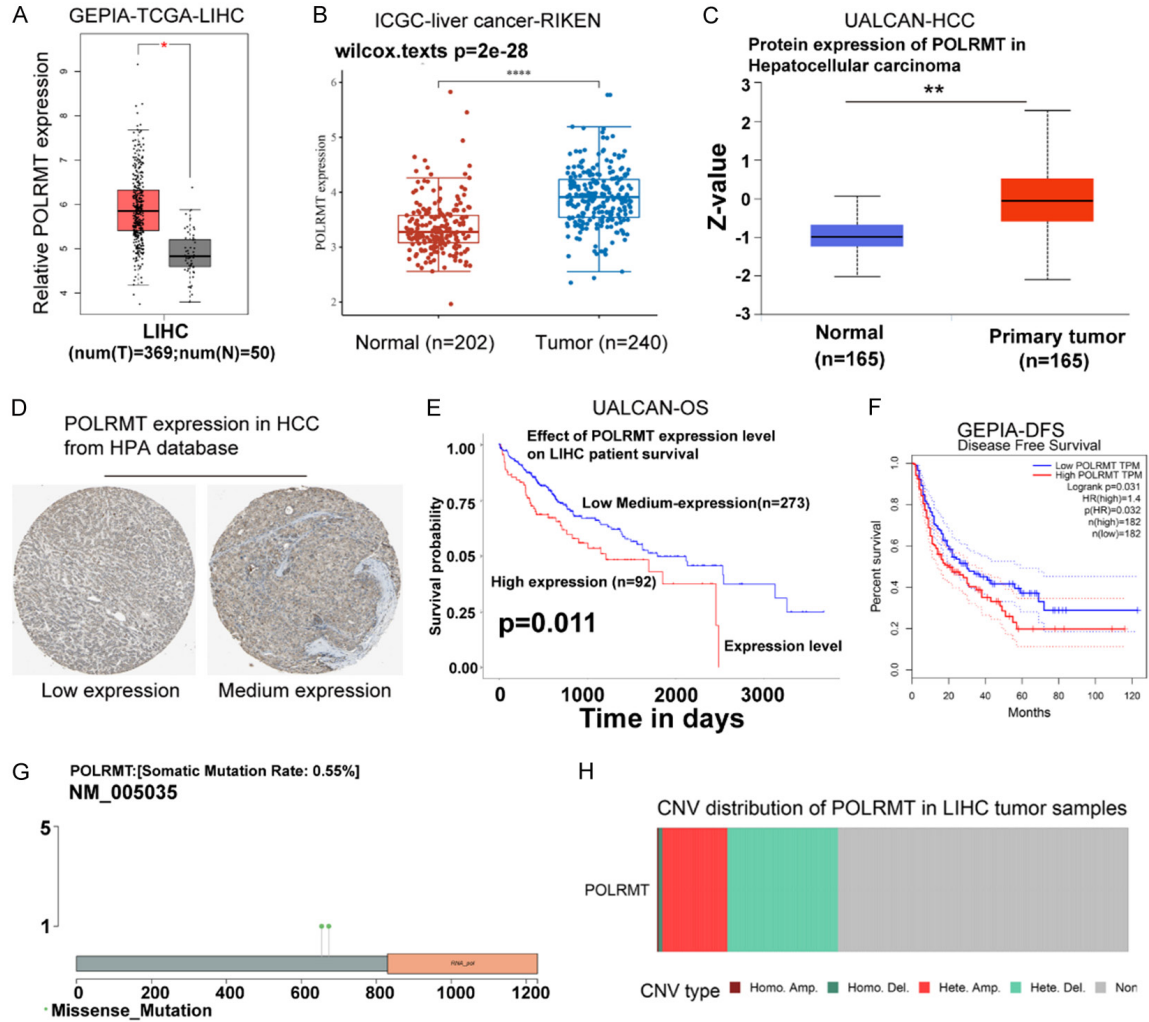 A
GEPIA-TCGA-LIHC
*
Relative POLRMT expression
9
8
7
6
5
4
LIHC
(num(T)=369;num(N)=50)
B
ICGC-liver cancer-RIKEN
wilcox.texts p=2e-28
****
POLRMT expression
6
5
4
3
2
Normal (n=202)
Tumor (n=240)
C
UALCAN-HCC
Protein expression of POLRMT in
Hepatocellular carcinoma
**
Z-value
3
2
1
0
-1
-2
-3
Normal
(n=165)
Primary tumor
(n=165)
D
POLRMT expression in HCC
from HPA database
Low expression
Medium expression
E
UALCAN-OS
Effect of POLRMT expression level
on LIHC patient survival
Survival probability
1.00
0.75
0.05
0.25
0.00
Low Medium-expression(n=273)
High expression (n=92)
p=0.011
Expression level
0 1000 2000 3000
Time in days
F
GEPIA-DFS
Disease Free Survival
Low POLRMT TPM
High POLRMT TPM
Logrank p=0.031
HR(high)=1.4
p(HR)=0.032
n(high)=182
n(low)=182
Percent survival
1.0
0.8
0.6
0.4
0.2
0.0
0 20 40 60 80 100 120
Months
G
POLRMT:[Somatic Mutation Rate: 0.55%]
NM_005035
5
1
RNA_pol
0 200 400 600 800 1000 1200
Missense_Mutation
H
CNV distribution of POLRMT in LIHC tumor samples
POLRMT
CNV type Homo. Amp. Homo. Del. Hete. Amp. Hete. Del. Non